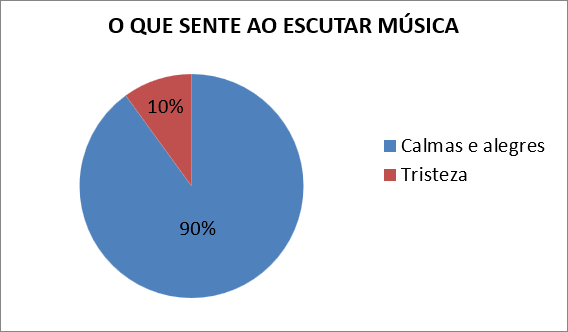 O QUE SENTE AO ESCUTAR MÚSICA
10%
Calmas e alegres
Tristeza
90%